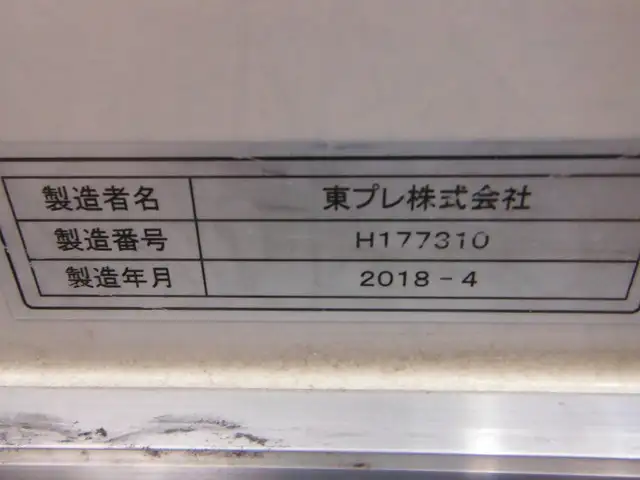 製造者名 東プレ株式会社
製造番号 H177310
製造年月 2018-4